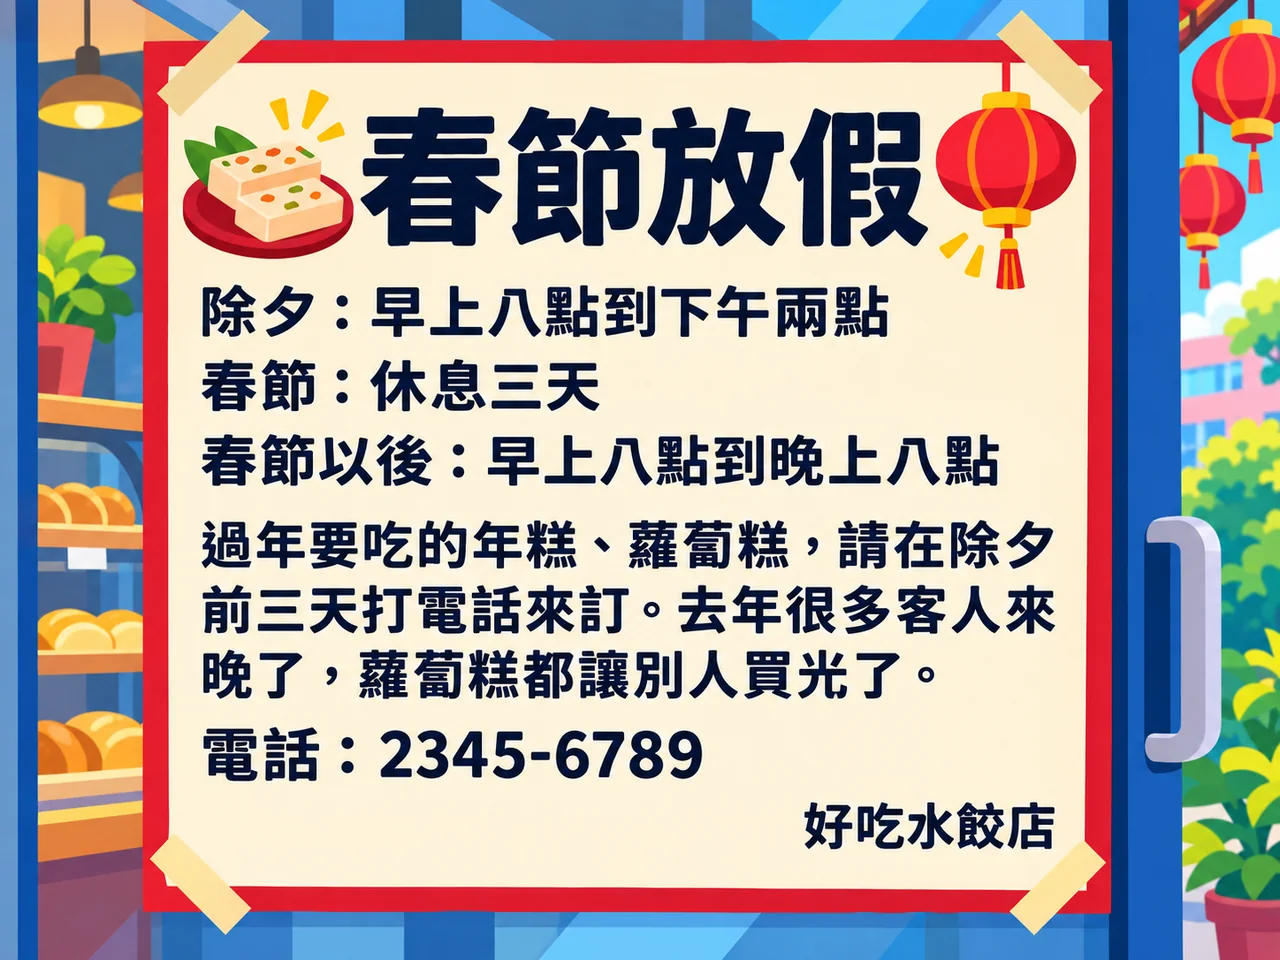 春節放假
除夕：早上八點到下午兩點
春節：休息三天
春節以後：早上八點到晚上八點
過年要吃的年糕、蘿蔔糕，請在除夕
前三天打電話來訂。去年很多客人來
晚了，蘿蔔糕都讓別人買光了。
電話：2345-6789
好吃水餃店